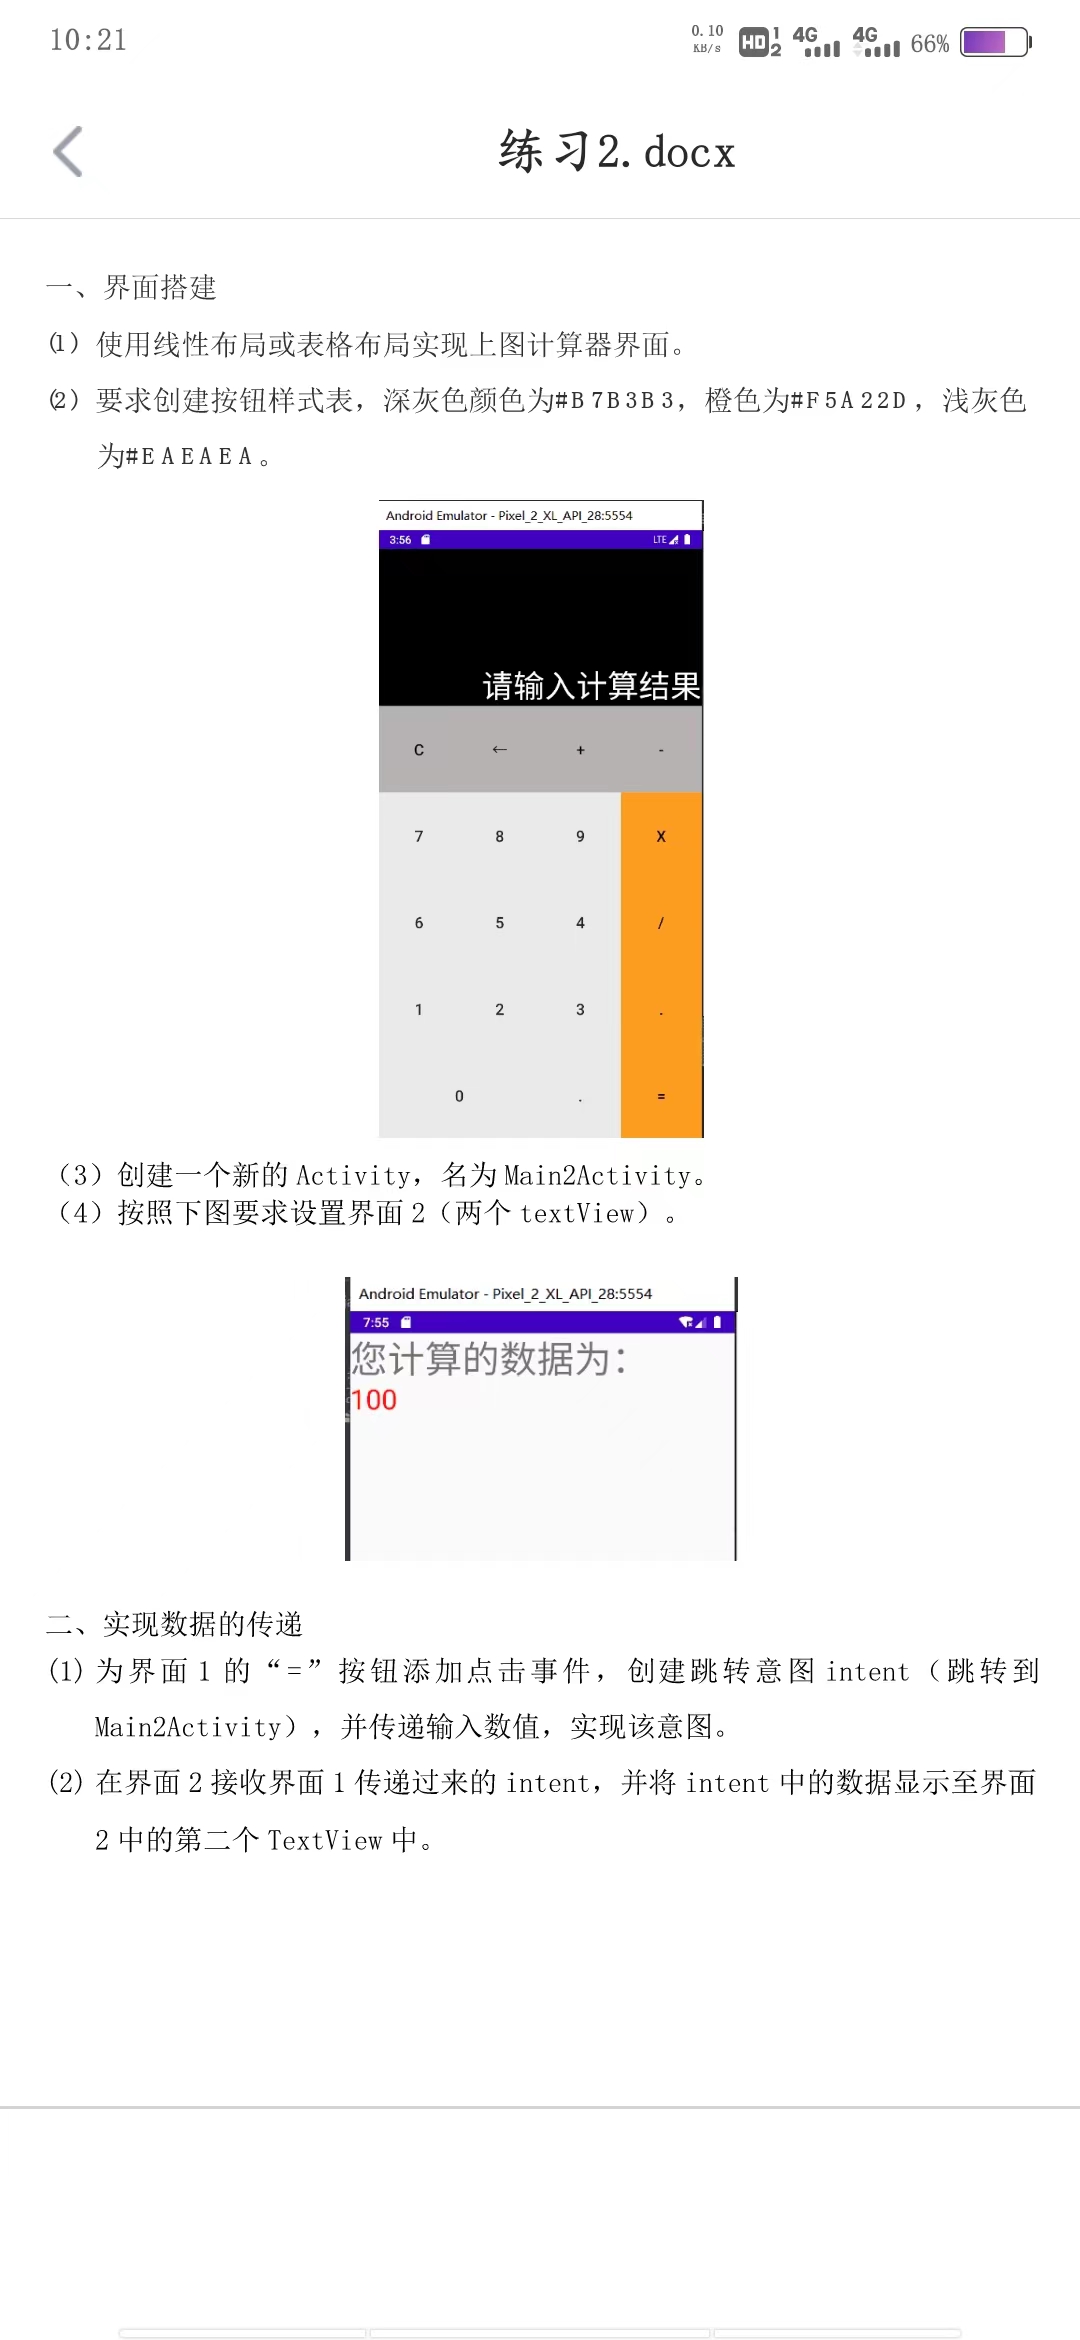 10:21
0.10 KB/s HD 1 2 4G 4G 66%
练习2.docx
一、界面搭建
(1) 使用线性布局或表格布局实现上图计算器界面。
(2) 要求创建按钮样式表，深灰色颜色为#B7B3B3，橙色为#F5A22D，浅灰色
为#EAEAEA。
Android Emulator - Pixel_2_XL_API_28:5554
3:56 LTE
请输入计算结果
C ← + -
7 8 9 X
6 5 4 /
1 2 3 .
0 . =
（3）创建一个新的 Activity，名为 Main2Activity。
（4）按照下图要求设置界面 2（两个 textView）。
Android Emulator - Pixel_2_XL_API_28:5554
7:55
您计算的数据为：
100
二、实现数据的传递
(1) 为界面 1 的“=”按钮添加点击事件，创建跳转意图 intent（跳转到
Main2Activity），并传递输入数值，实现该意图。
(2) 在界面 2 接收界面 1 传递过来的 intent，并将 intent 中的数据显示至界面
2 中的第二个 TextView 中。